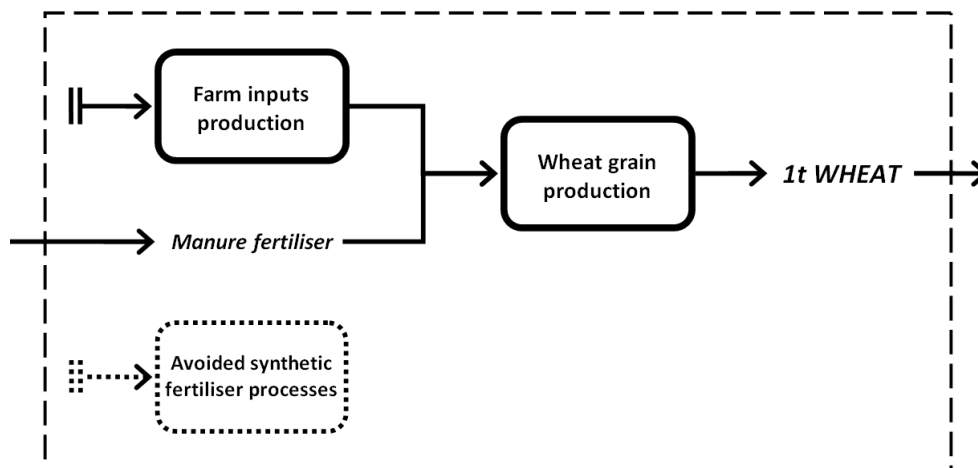 Farm inputs
production
Wheat grain
production
1t WHEAT
Manure fertiliser
Avoided synthetic
fertiliser processes